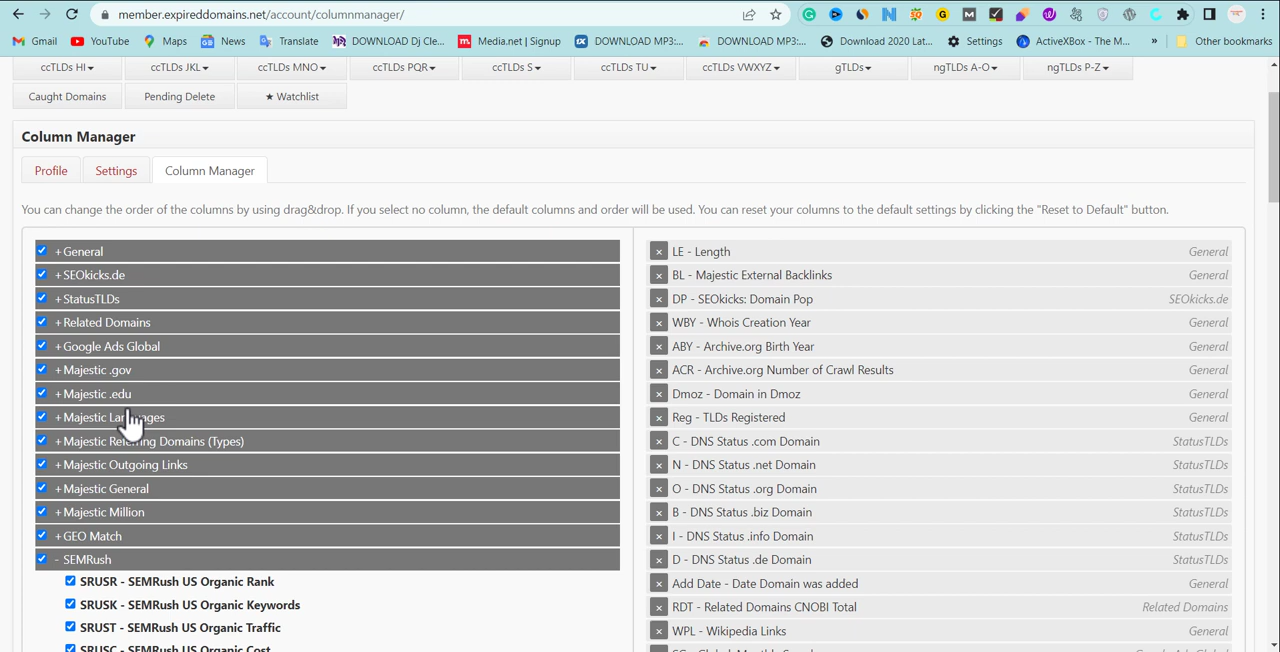 member.expireddomains.net/account/columnmanager/
Gmail YouTube Maps News Translate DOWNLOAD Dj Cle... Media.net | Signup DOWNLOAD MP3:... DOWNLOAD MP3:... Download 2020 Lat... Settings ActiveXBox - The M... » Other bookmarks
ccTLDs HI ccTLDs JKL ccTLDs MNO ccTLDs PQR ccTLDs S ccTLDs TU ccTLDs VWXYZ gTLDs ngTLDs A-O ngTLDs P-Z
Caught Domains Pending Delete ★ Watchlist
Column Manager
Profile Settings Column Manager
You can change the order of the columns by using drag&drop. If you select no column, the default columns and order will be used. You can reset your columns to the default settings by clicking the "Reset to Default" button.
+ General
+ SEOkicks.de
+ StatusTLDs
+ Related Domains
+ Google Ads Global
+ Majestic .gov
+ Majestic .edu
+ Majestic Languages
+ Majestic Referring Domains (Types)
+ Majestic Outgoing Links
+ Majestic General
+ Majestic Million
+ GEO Match
- SEMRush
SRUSR - SEMRush US Organic Rank
SRUSK - SEMRush US Organic Keywords
SRUST - SEMRush US Organic Traffic
SRUSC - SEMRush US Organic Cost
× LE - Length General
× BL - Majestic External Backlinks General
× DP - SEOkicks: Domain Pop SEOkicks.de
× WBY - Whois Creation Year General
× ABY - Archive.org Birth Year General
× ACR - Archive.org Number of Crawl Results General
× Dmoz - Domain in Dmoz General
× Reg - TLDs Registered General
× C - DNS Status .com Domain StatusTLDs
× N - DNS Status .net Domain StatusTLDs
× O - DNS Status .org Domain StatusTLDs
× B - DNS Status .biz Domain StatusTLDs
× I - DNS Status .info Domain StatusTLDs
× D - DNS Status .de Domain StatusTLDs
× Add Date - Date Domain was added General
× RDT - Related Domains CNOBI Total Related Domains
× WPL - Wikipedia Links General